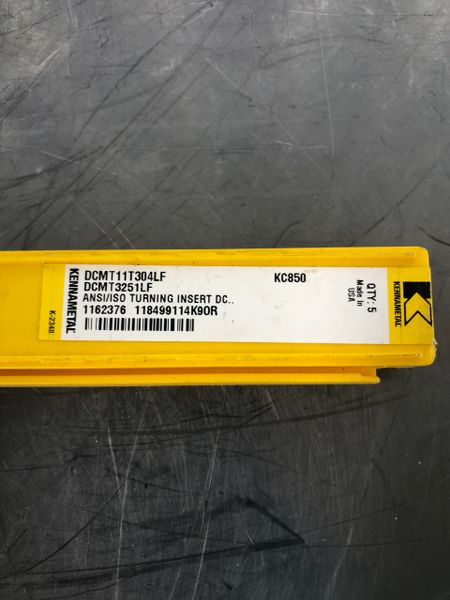 KENNAMETAL
K-2348
DCMT11T304LF
KC850
DCMT3251LF
ANSI/ISO TURNING INSERT DC..
1162376 118499114K90R
QTY: 5
Made In
USA
KENNAMETAL